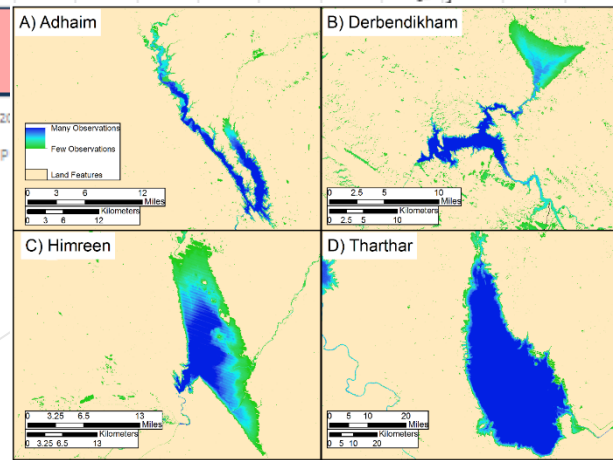 A) Adhaim
Many Observations
Few Observations
Land Features
0 3 6 12
Miles
0 3 6 12
Kilometers
B) Derbendikham
0 2.5 5 10
Miles
0 2.5 5 10
Kilometers
C) Himreen
0 3.25 6.5 13
Miles
0 3.25 6.5 13
Kilometers
D) Tharthar
0 5 10 20
Miles
0 5 10 20
Kilometers